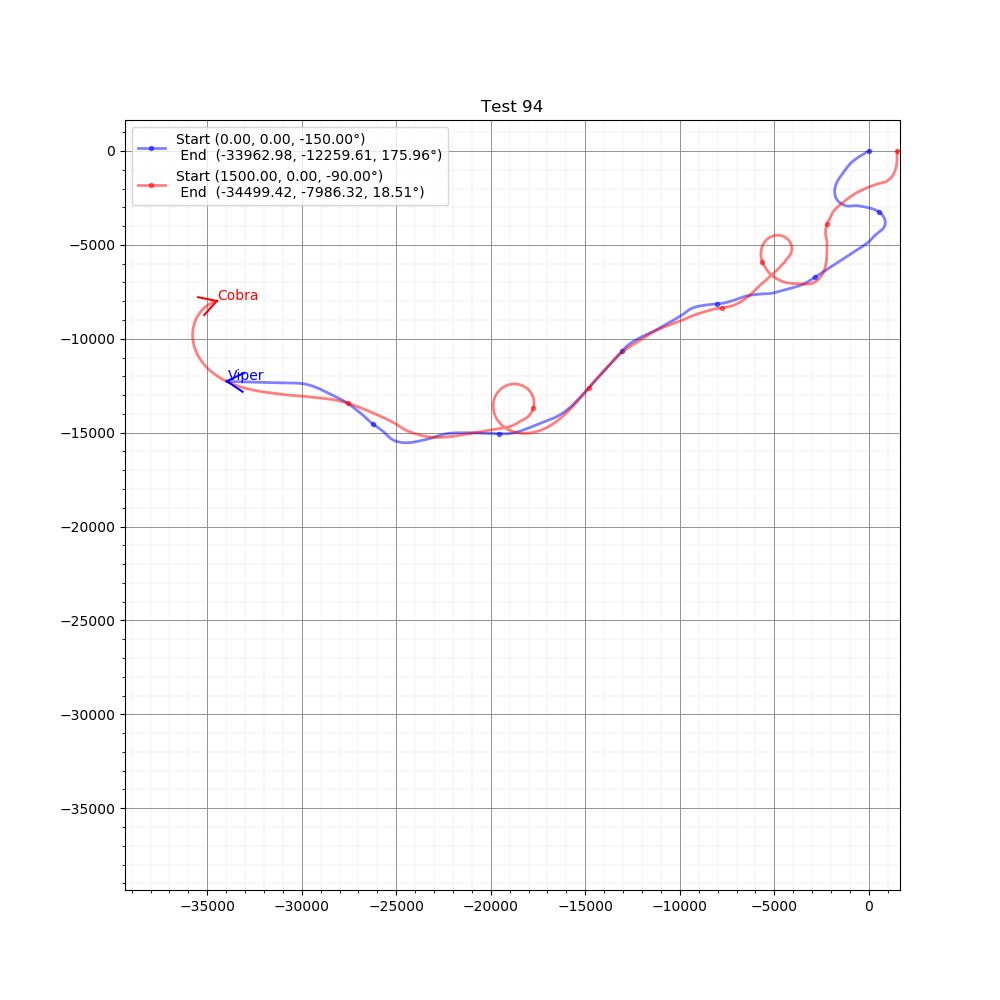 Test 94
Start (0.00, 0.00, -150.00°)
End  (-33962.98, -12259.61, 175.96°)
Start (1500.00, 0.00, -90.00°)
End  (-34499.42, -7986.32, 18.51°)
0
−5000
−10000
−15000
−20000
−25000
−30000
−35000
Cobra
Viper
−35000 −30000 −25000 −20000 −15000 −10000 −5000 0